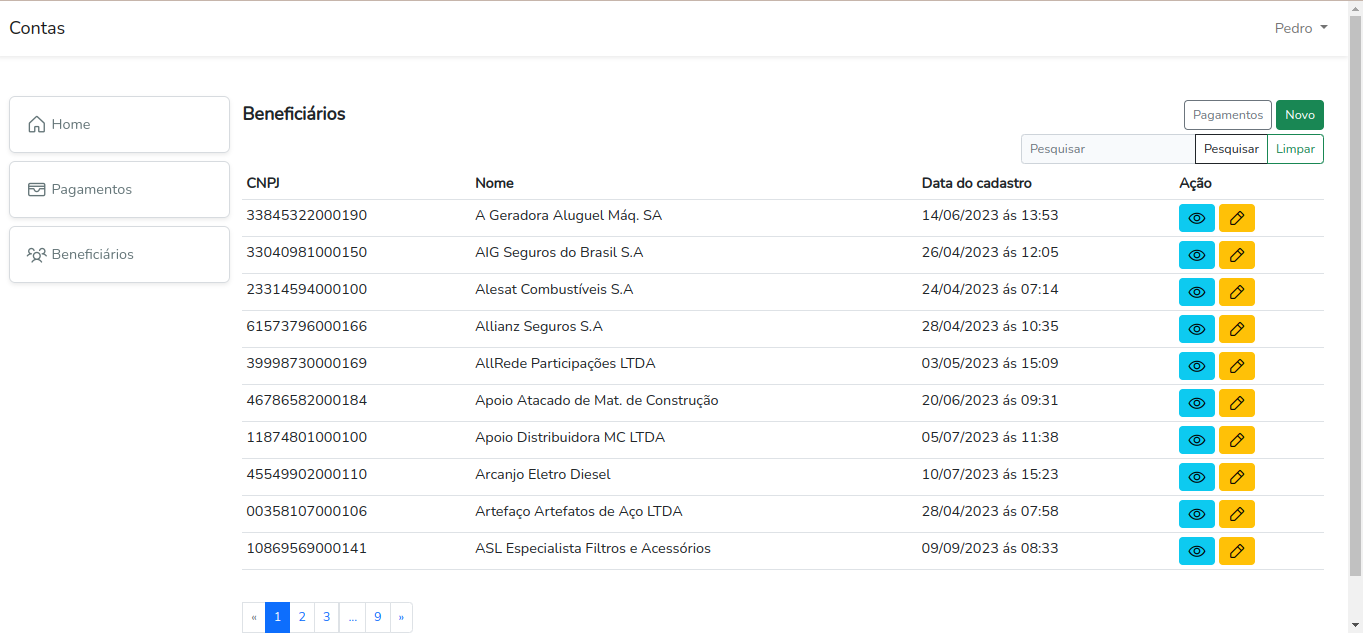 Contas
Pedro
Home
Pagamentos
Beneficiários
Beneficiários
Pagamentos Novo
Pesquisar Pesquisar Limpar
CNPJ Nome Data do cadastro Ação
33845322000190 A Geradora Aluguel Máq. SA 14/06/2023 ás 13:53
33040981000150 AIG Seguros do Brasil S.A 26/04/2023 ás 12:05
23314594000100 Alesat Combustíveis S.A 24/04/2023 ás 07:14
61573796000166 Allianz Seguros S.A 28/04/2023 ás 10:35
39998730000169 AllRede Participações LTDA 03/05/2023 ás 15:09
46786582000184 Apoio Atacado de Mat. de Construção 20/06/2023 ás 09:31
11874801000100 Apoio Distribuidora MC LTDA 05/07/2023 ás 11:38
45549902000110 Arcanjo Eletro Diesel 10/07/2023 ás 15:23
00358107000106 Artefaço Artefatos de Aço LTDA 28/04/2023 ás 07:58
10869569000141 ASL Especialista Filtros e Acessórios 09/09/2023 ás 08:33
« 1 2 3 ... 9 »